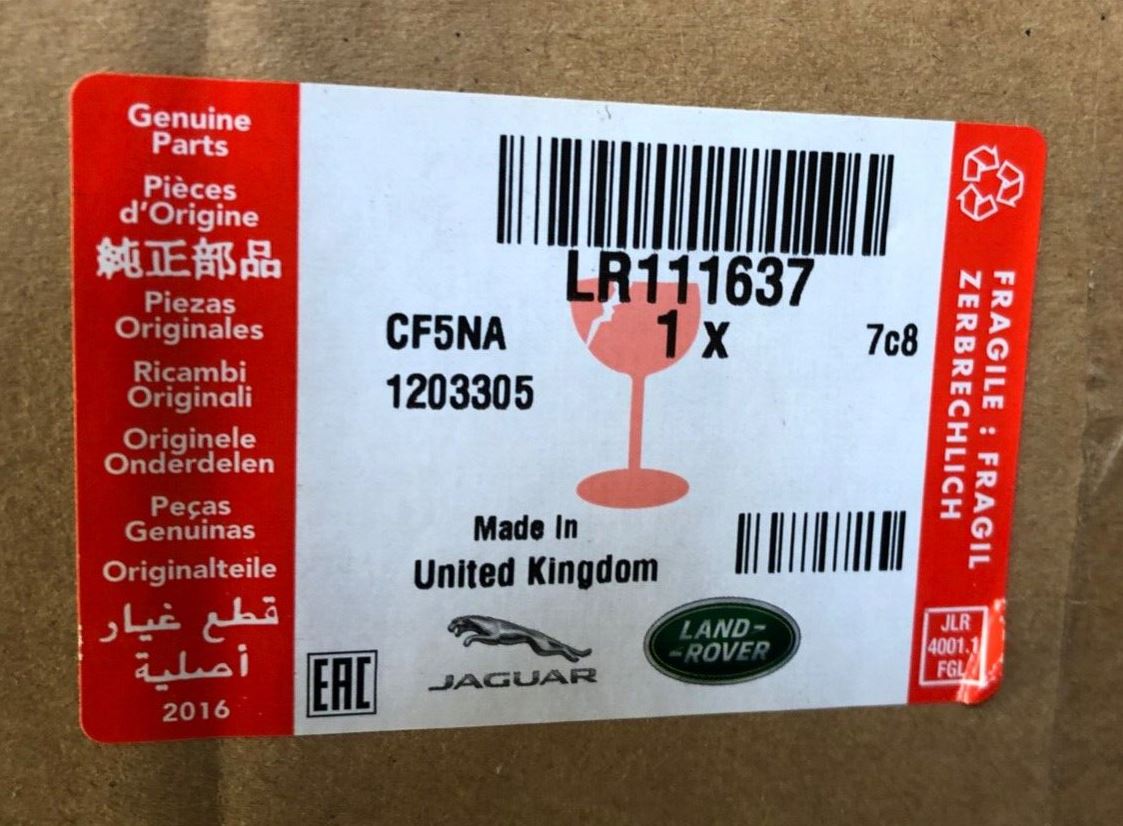 Genuine
Parts
Pièces
d'Origine
純正部品
Piezas
Originales
Ricambi
Originali
Originele
Onderdelen
Peças
Genuinas
Originalteile
قطع غيار
أصلية
2016
LR111637
1 x
CF5NA
7c8
1203305
Made In
United Kingdom
EAC
JAGUAR
LAND-
-ROVER
FRAGILE : FRAGIL
ZERBRECHLICH
JLR
4001.1
FGL